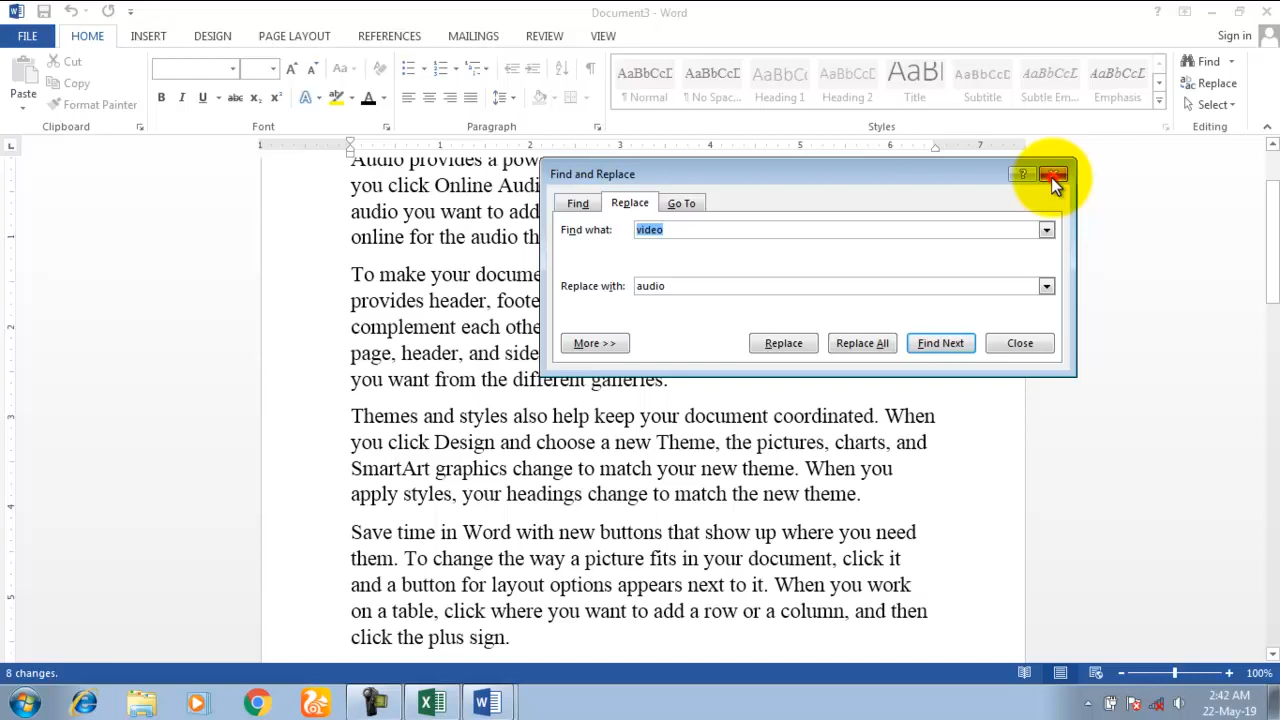 Document3 - Word
FILE HOME INSERT DESIGN PAGE LAYOUT REFERENCES MAILINGS REVIEW VIEW Sign in
Paste
Cut
Copy
Format Painter
Clipboard
Font
Paragraph
AaBbCcI AaBbCcI AaBbCcI AaBbCcI AaBI AaBbCcI AaBbCcI AaBbCcI
¶ Normal ¶ No Spac... Heading 1 Heading 2 Title Subtitle Subtle Em... Emphasis
Styles
Find
Replace
Select
Editing
1 1 2 3 4 5 6 7
Audio provides a pow
you click Online Audi
audio you want to add
online for the audio th
To make your docume
provides header, foote
complement each othe
page, header, and side
you want from the different galleries.
Themes and styles also help keep your document coordinated. When
you click Design and choose a new Theme, the pictures, charts, and
SmartArt graphics change to match your new theme. When you
apply styles, your headings change to match the new theme.
Save time in Word with new buttons that show up where you need
them. To change the way a picture fits in your document, click it
and a button for layout options appears next to it. When you work
on a table, click where you want to add a row or a column, and then
click the plus sign.
Find and Replace
Find Replace Go To
Find what: video
Replace with: audio
More >> Replace Replace All Find Next Close
8 changes. 100%
2:42 AM
22-May-19